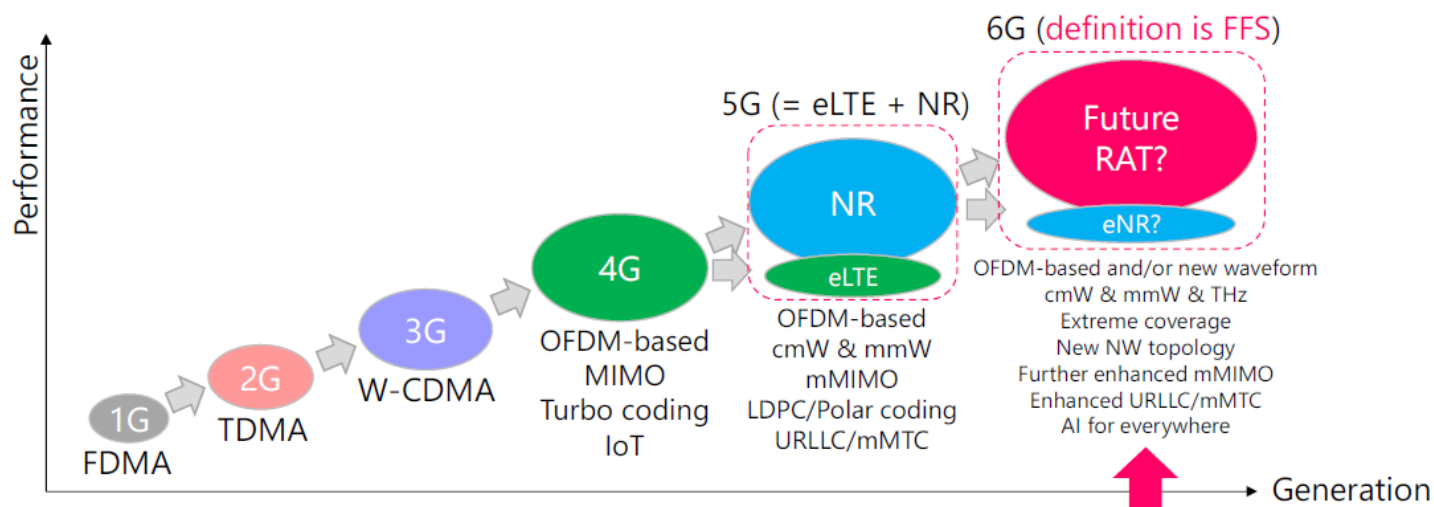 Performance
1G
FDMA
2G
TDMA
3G
W-CDMA
4G
OFDM-based
MIMO
Turbo coding
IoT
5G (= eLTE + NR)
NR
eLTE
OFDM-based
cmW & mmW
mMIMO
LDPC/Polar coding
URLLC/mMTC
6G (definition is FFS)
Future
RAT?
eNR?
OFDM-based and/or new waveform
cmW & mmW & THz
Extreme coverage
New NW topology
Further enhanced mMIMO
Enhanced URLLC/mMTC
AI for everywhere
Generation